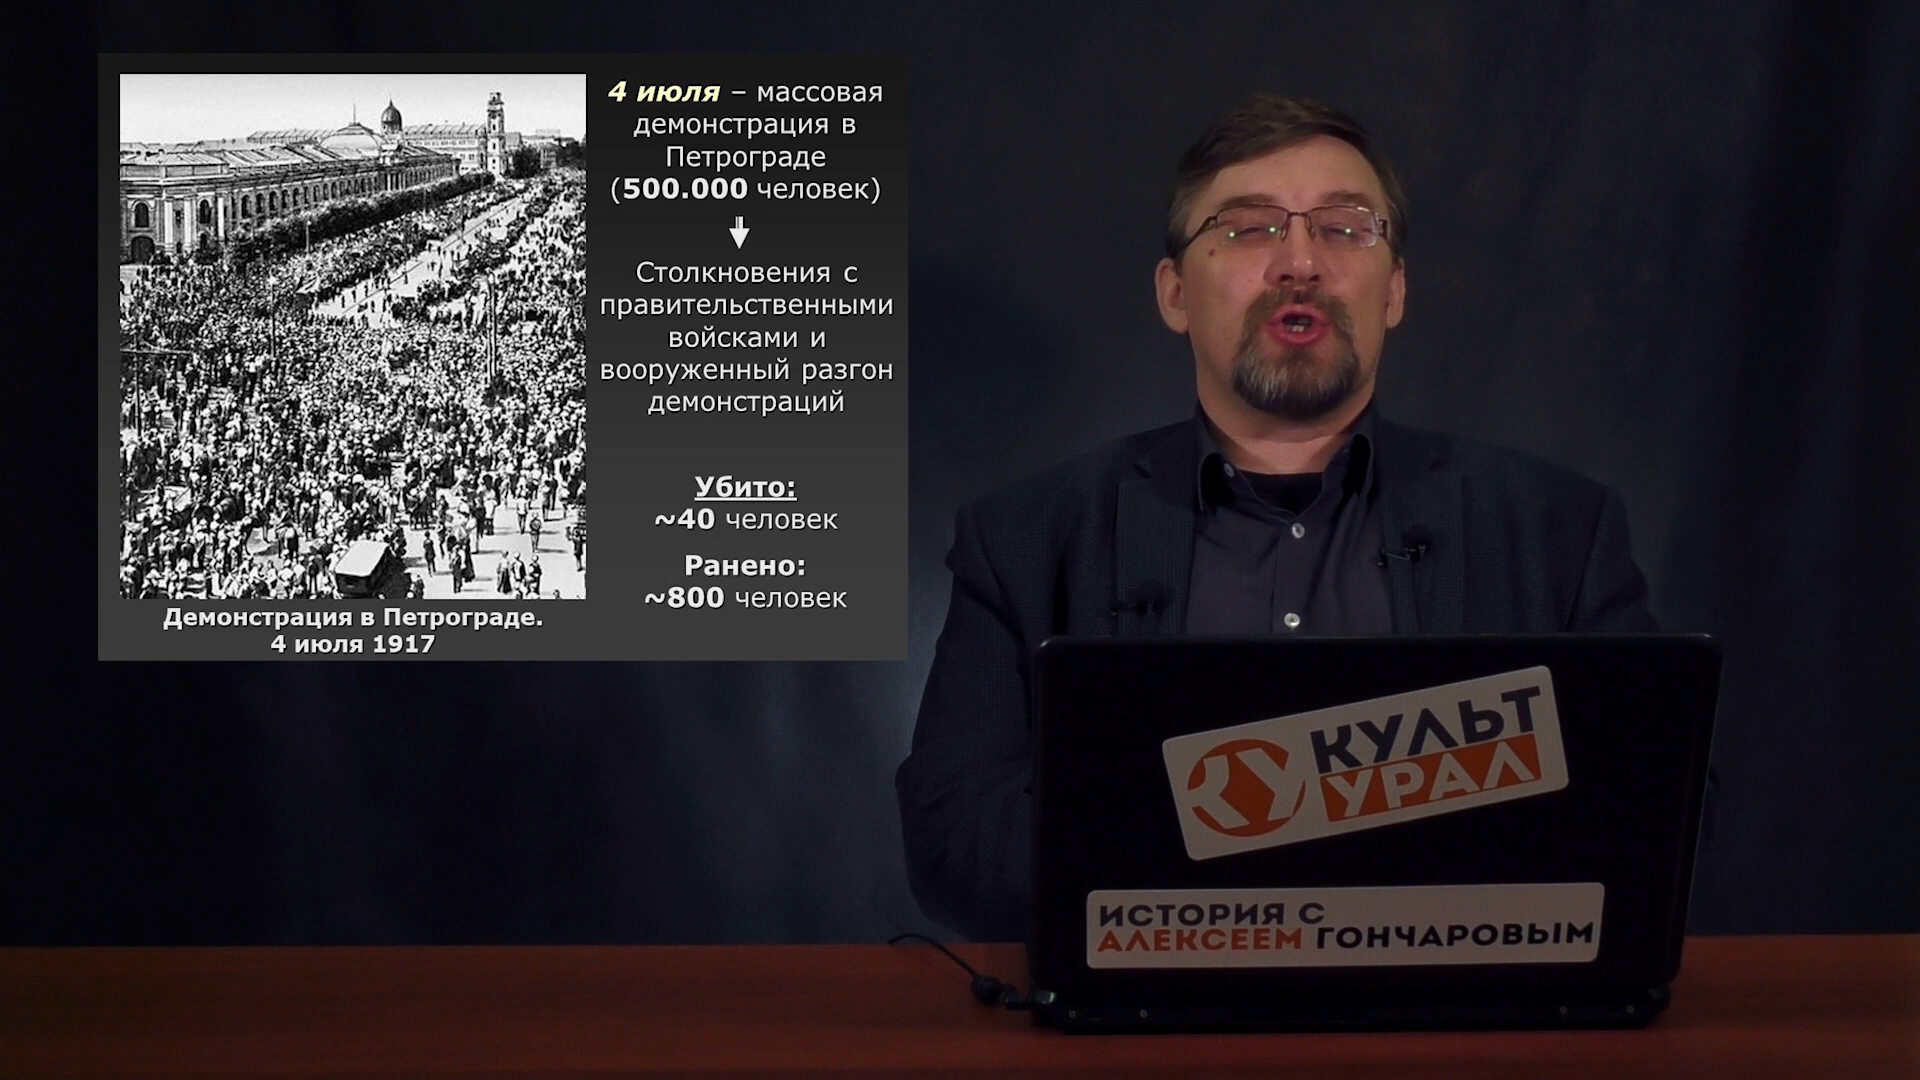 4 июля – массовая
демонстрация в
Петрограде
(500.000 человек)
Столкновения с
правительственными
войсками и
вооруженный разгон
демонстраций
Убито:
~40 человек
Ранено:
~800 человек
Демонстрация в Петрограде.
4 июля 1917
КУ КУЛЬТ
УРАЛ
ИСТОРИЯ С
АЛЕКСЕЕМ ГОНЧАРОВЫМ